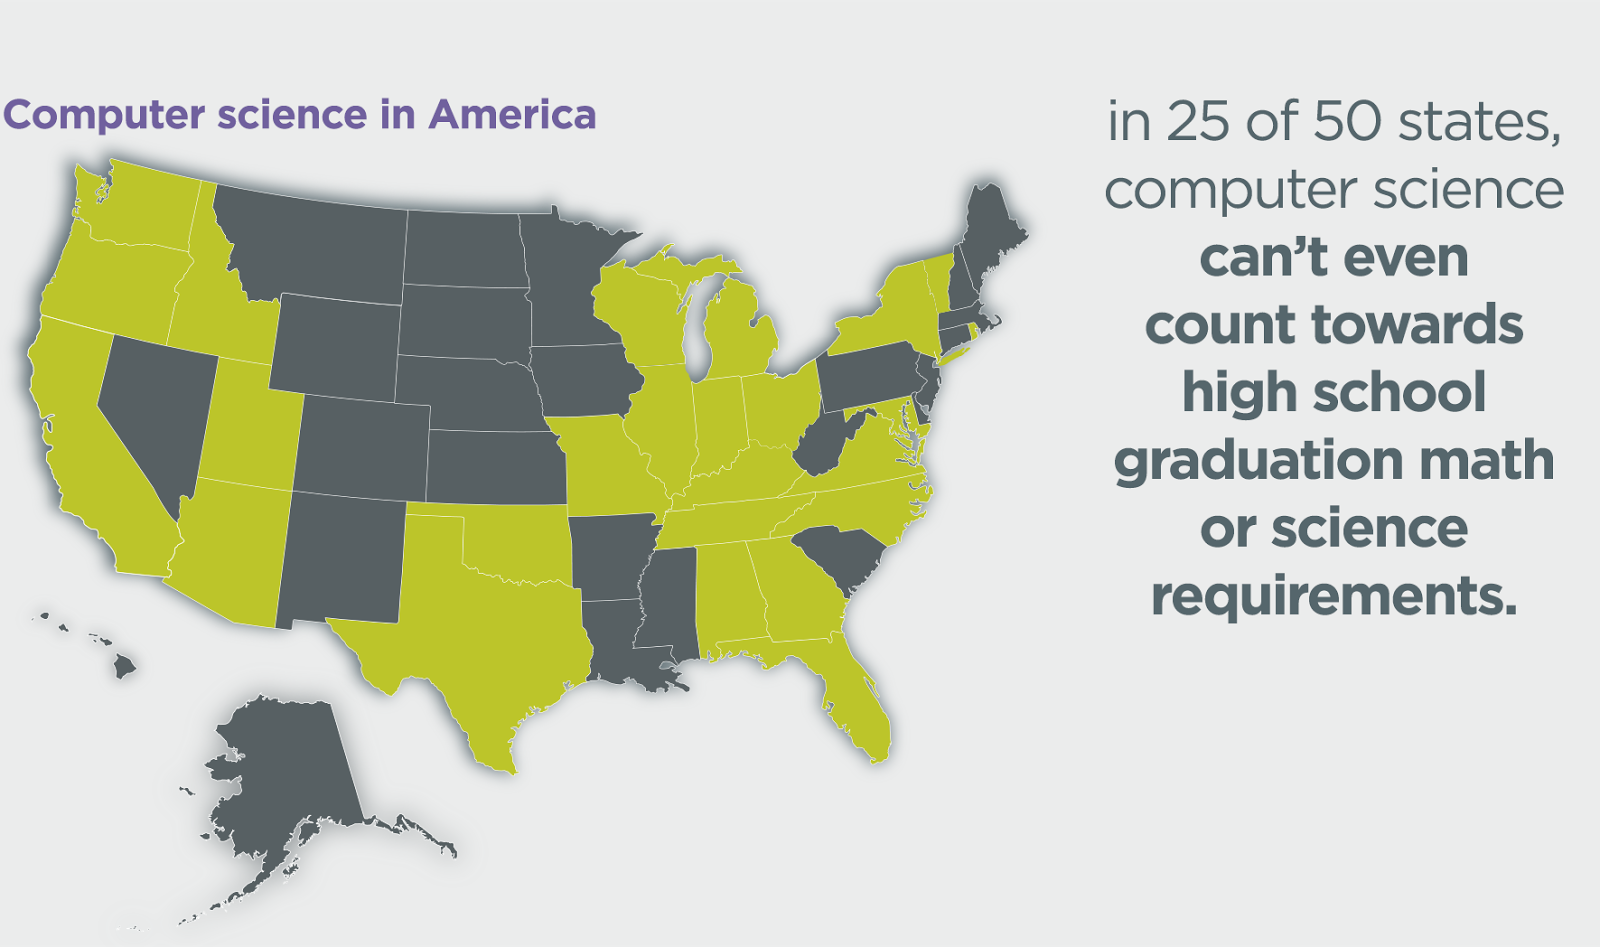 Computer science in America
in 25 of 50 states,
computer science
can’t even
count towards
high school
graduation math
or science
requirements.